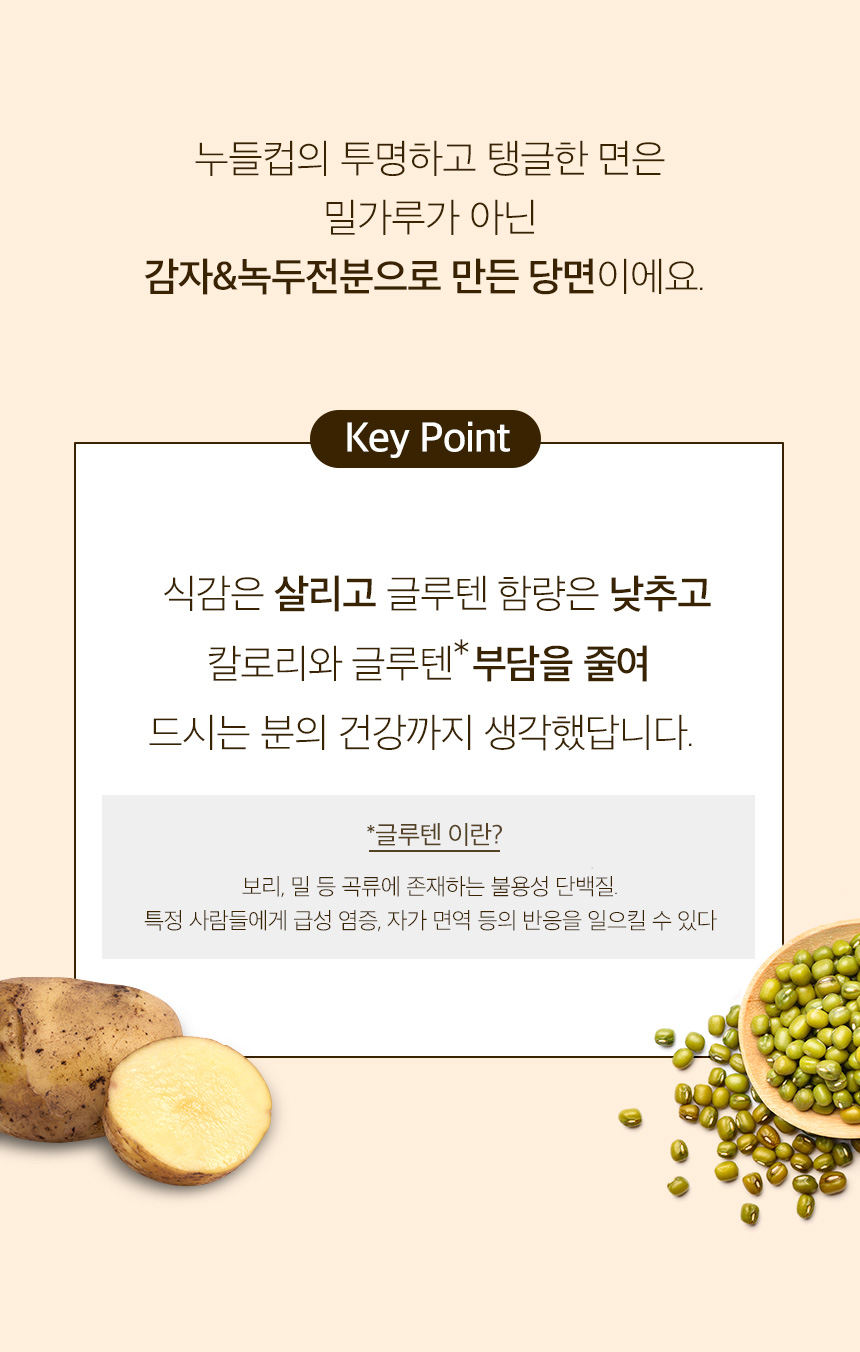 누들컵의 투명하고 탱글한 면은
밀가루가 아닌
감자&녹두전분으로 만든 당면이에요.
Key Point
식감은 살리고 글루텐 함량은 낮추고
칼로리와 글루텐* 부담을 줄여
드시는 분의 건강까지 생각했답니다.
*글루텐 이란?
보리, 밀 등 곡류에 존재하는 불용성 단백질.
특정 사람들에게 급성 염증, 자가 면역 등의 반응을 일으킬 수 있다